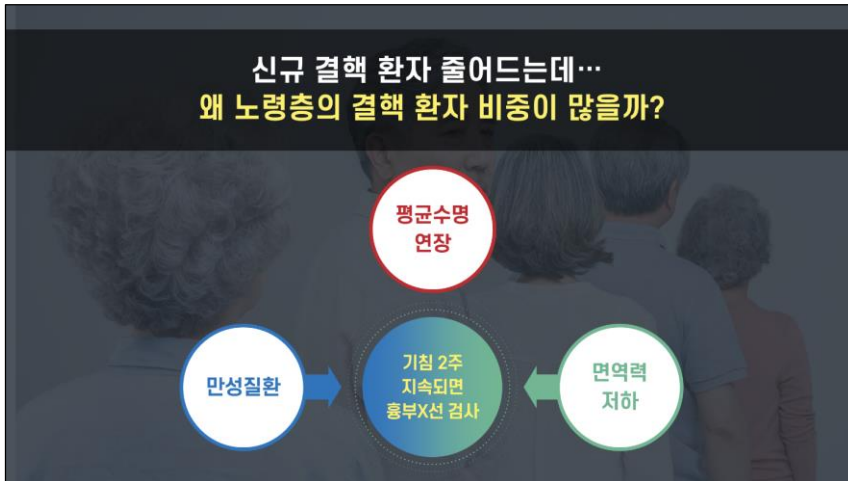 신규 결핵 환자 줄어드는데…
왜 노령층의 결핵 환자 비중이 많을까?
평균수명
연장
만성질환
기침 2주
지속되면
흉부X선 검사
면역력
저하